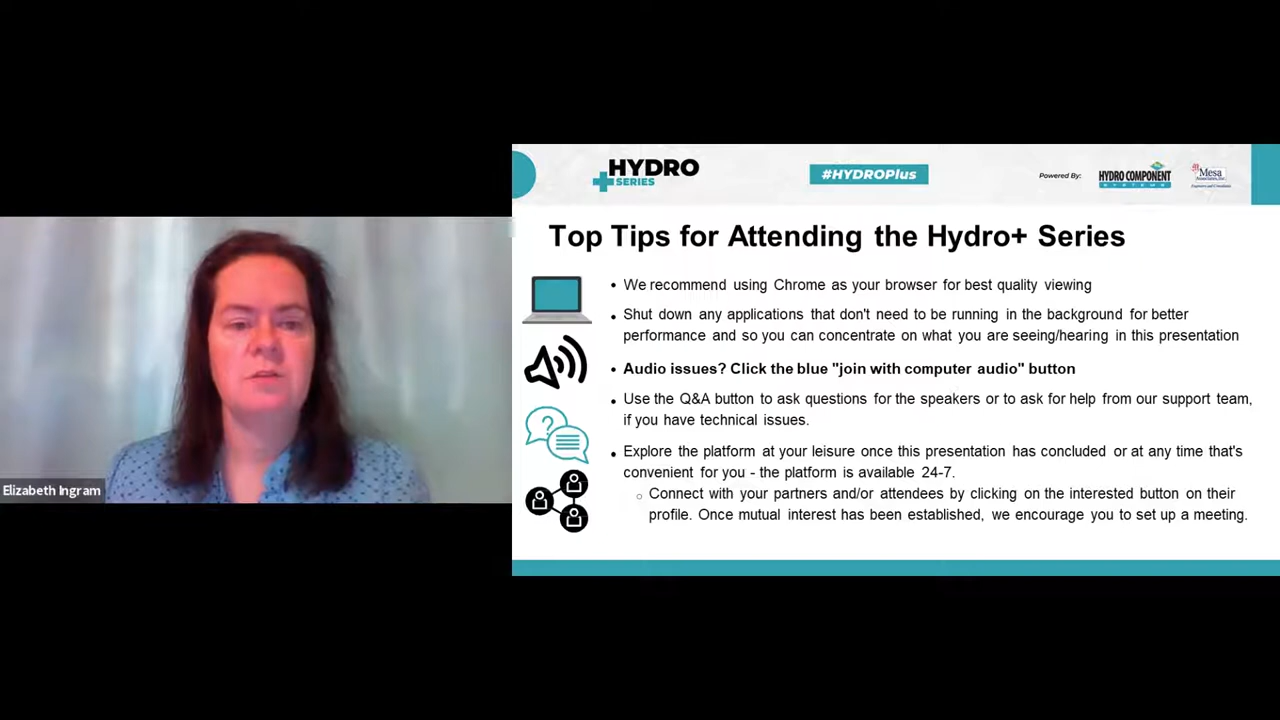 HYDRO
SERIES
#HYDROPlus
Powered By:
HYDRO COMPONENT
SYSTEMS
Mesa
Top Tips for Attending the Hydro+ Series
• We recommend using Chrome as your browser for best quality viewing
• Shut down any applications that don't need to be running in the background for better
performance and so you can concentrate on what you are seeing/hearing in this presentation
• Audio issues? Click the blue "join with computer audio" button
• Use the Q&A button to ask questions for the speakers or to ask for help from our support team,
if you have technical issues.
• Explore the platform at your leisure once this presentation has concluded or at any time that's
convenient for you - the platform is available 24-7.
○ Connect with your partners and/or attendees by clicking on the interested button on their
profile. Once mutual interest has been established, we encourage you to set up a meeting.
Elizabeth Ingram